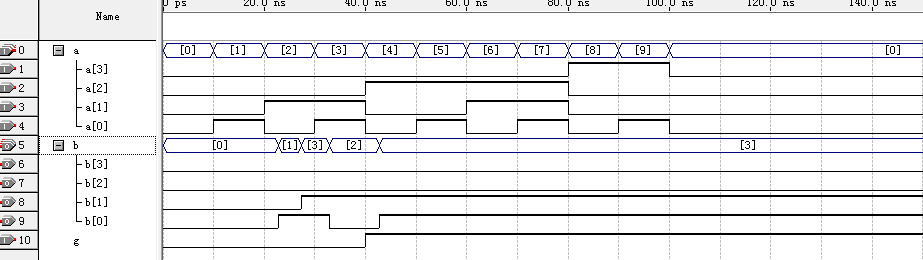 Name
0 ps 20.0 ns 40.0 ns 60.0 ns 80.0 ns 100.0 ns 120.0 ns 140.0 ns
0 a [0] [1] [2] [3] [4] [5] [6] [7] [8] [9] [0]
1 a[3]
2 a[2]
3 a[1]
4 a[0]
5 b [0] [1] [3] [2] [3]
6 b[3]
7 b[2]
8 b[1]
9 b[0]
10 g